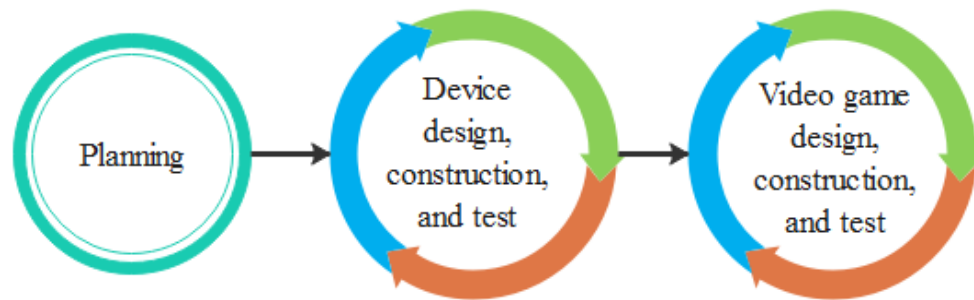 Planning
Device
design,
construction,
and test
Video game
design,
construction,
and test